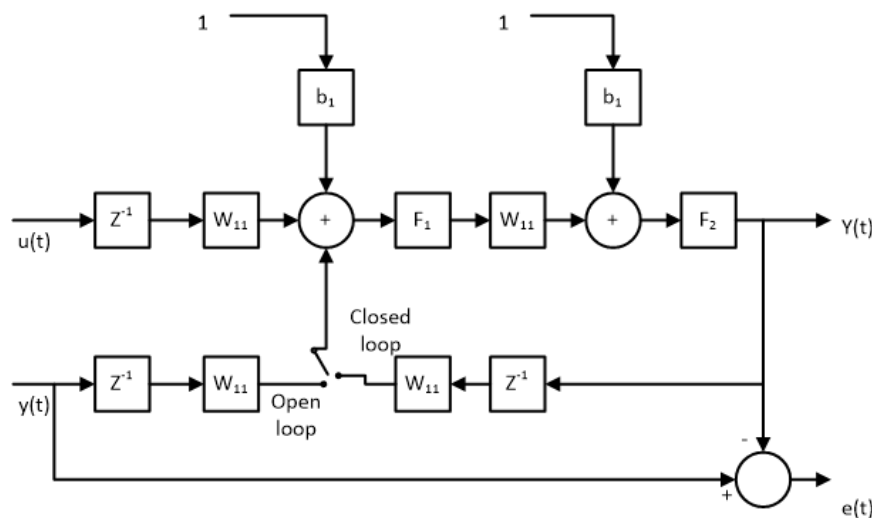 1
1
b₁
b₁
Z⁻¹
W₁₁
+
F₁
W₁₁
+
F₂
u(t)
Y(t)
Closed
loop
Z⁻¹
W₁₁
W₁₁
Z⁻¹
y(t)
Open
loop
-
+
e(t)